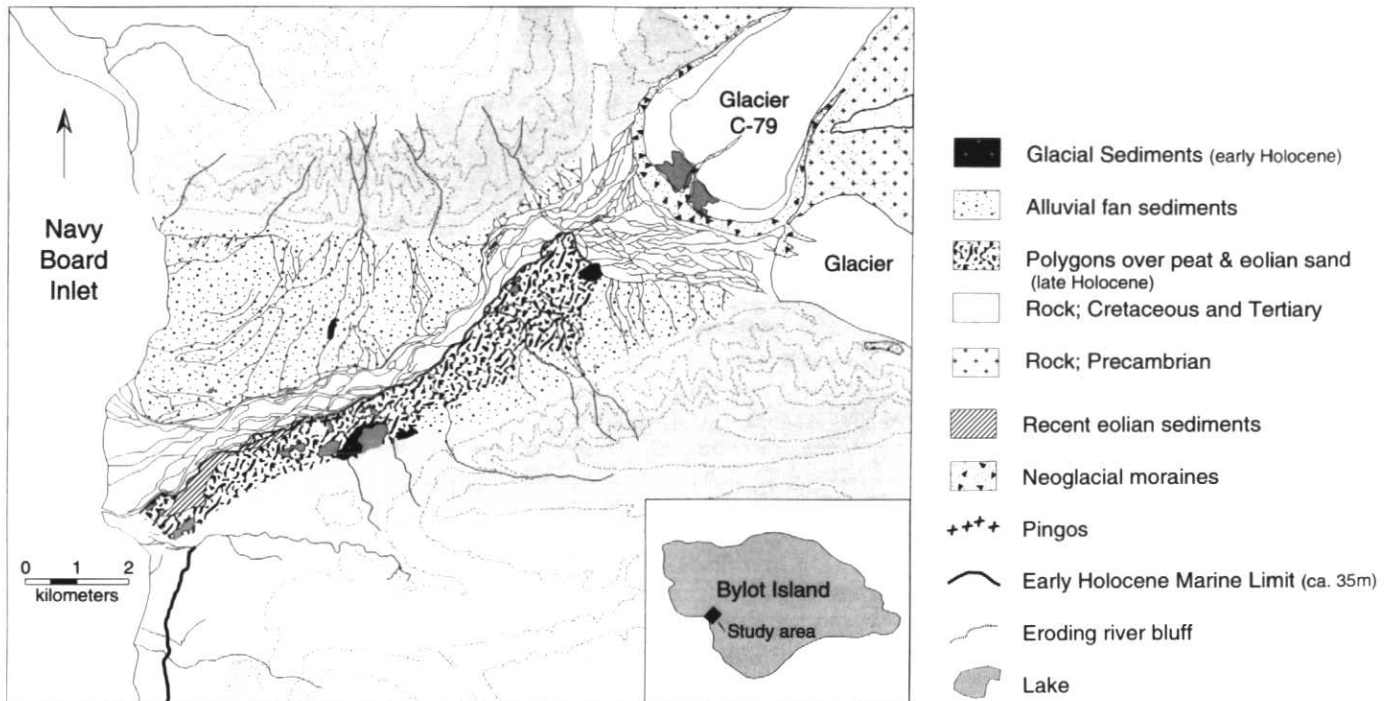 Navy
Board
Inlet
Glacier
C-79
Glacier
0 1 2
kilometers
Bylot Island
Study area
Glacial Sediments (early Holocene)
Alluvial fan sediments
Polygons over peat & eolian sand
(late Holocene)
Rock; Cretaceous and Tertiary
Rock; Precambrian
Recent eolian sediments
Neoglacial moraines
Pingos
Early Holocene Marine Limit (ca. 35m)
Eroding river bluff
Lake